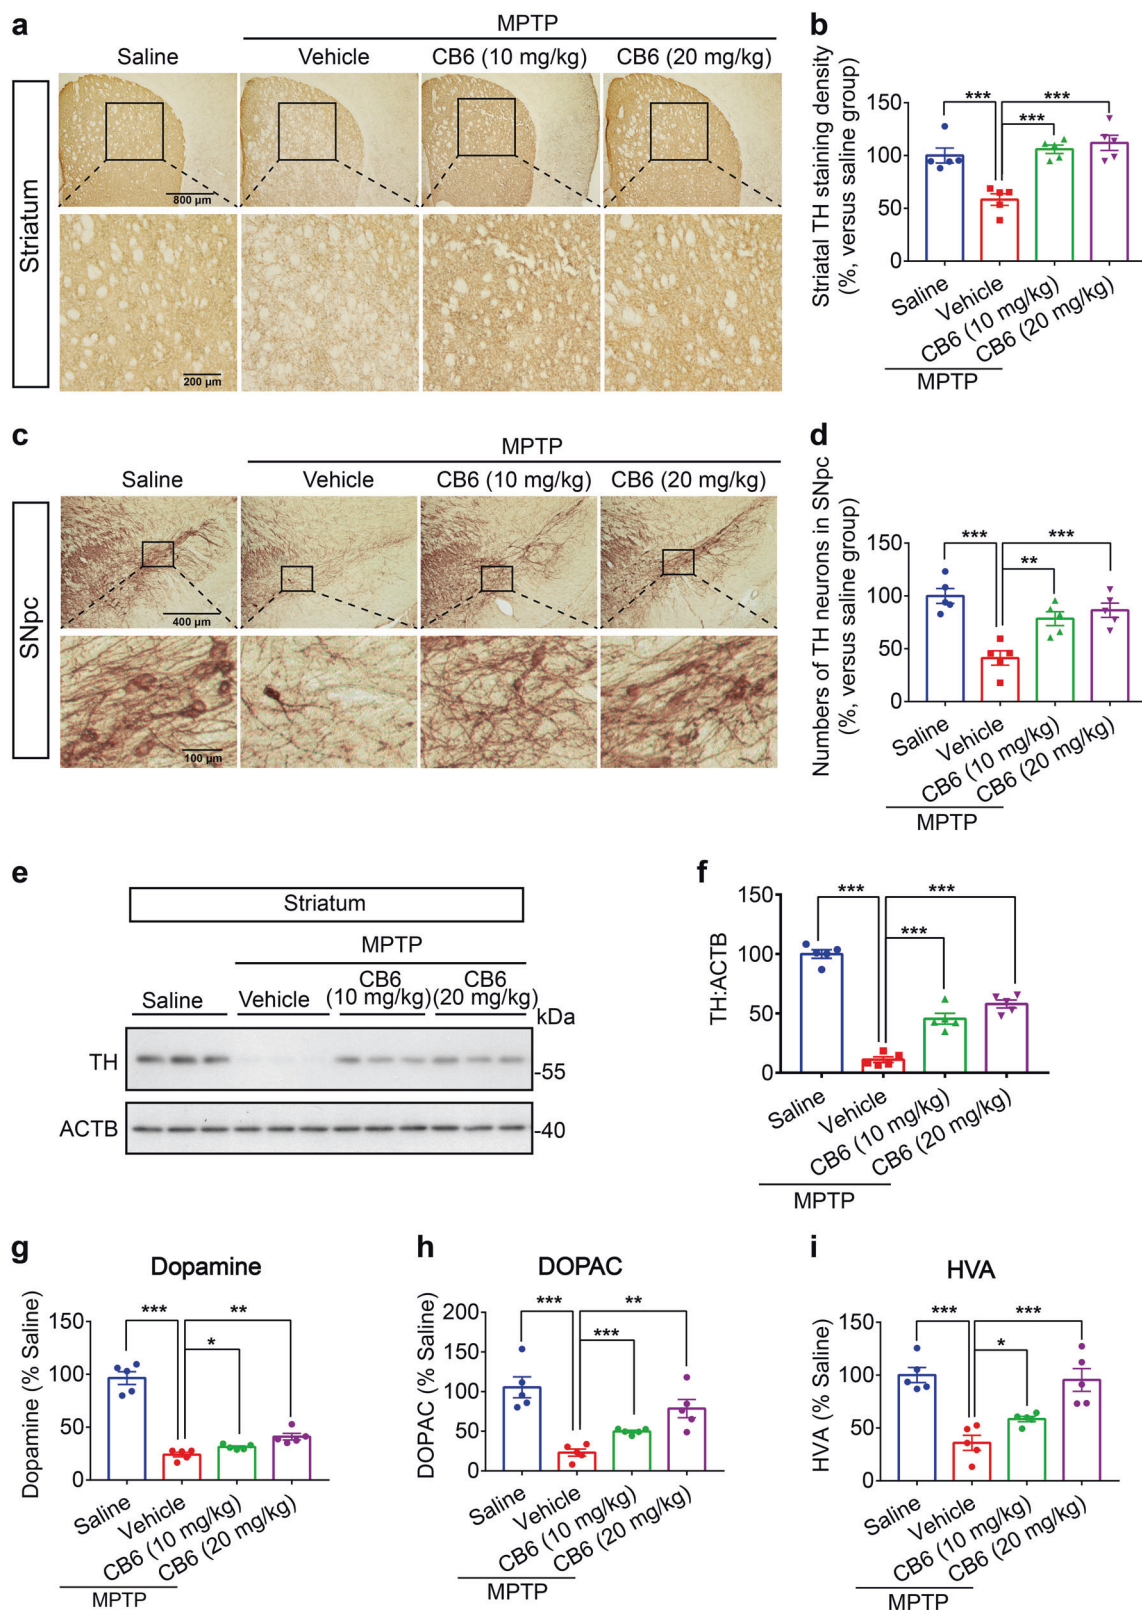 a
MPTP
Saline
Vehicle
CB6 (10 mg/kg)
CB6 (20 mg/kg)
Striatum
800 µm
200 µm
b
Striatal TH staining density
(%, versus saline group)
150
100
50
0
***
***
***
Saline
Vehicle
CB6 (10 mg/kg)
CB6 (20 mg/kg)
MPTP
c
MPTP
Saline
Vehicle
CB6 (10 mg/kg)
CB6 (20 mg/kg)
SNpc
400 µm
100 µm
d
Numbers of TH neurons in SNpc
(%, versus saline group)
150
100
50
0
***
***
**
Saline
Vehicle
CB6 (10 mg/kg)
CB6 (20 mg/kg)
MPTP
e
Striatum
MPTP
Saline
Vehicle
CB6
(10 mg/kg)
CB6
(20 mg/kg)
kDa
TH
-55
ACTB
-40
f
TH:ACTB
150
100
50
0
***
***
***
Saline
Vehicle
CB6 (10 mg/kg)
CB6 (20 mg/kg)
MPTP
g
Dopamine
Dopamine (% Saline)
150
100
50
0
***
**
*
Saline
Vehicle
CB6 (10 mg/kg)
CB6 (20 mg/kg)
MPTP
h
DOPAC
DOPAC (% Saline)
200
150
100
50
0
***
**
***
Saline
Vehicle
CB6 (10 mg/kg)
CB6 (20 mg/kg)
MPTP
i
HVA
HVA (% Saline)
150
100
50
0
***
***
*
Saline
Vehicle
CB6 (10 mg/kg)
CB6 (20 mg/kg)
MPTP